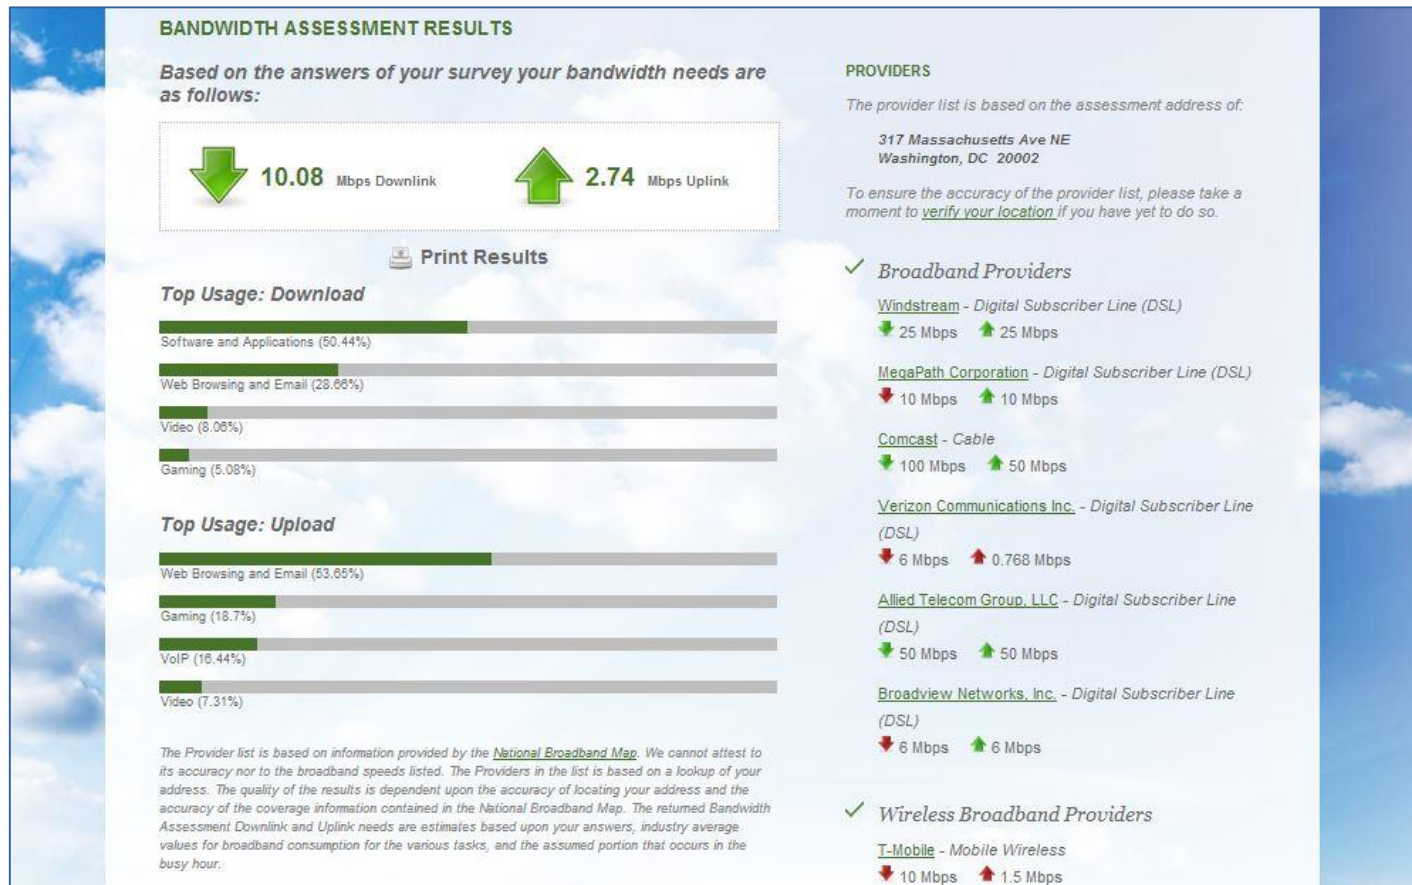 BANDWIDTH ASSESSMENT RESULTS
Based on the answers of your survey your bandwidth needs are
as follows:
10.08 Mbps Downlink
2.74 Mbps Uplink
Print Results
Top Usage: Download
Software and Applications (50.44%)
Web Browsing and Email (28.66%)
Video (8.06%)
Gaming (5.08%)
Top Usage: Upload
Web Browsing and Email (53.65%)
Gaming (18.7%)
VoIP (16.44%)
Video (7.31%)
The Provider list is based on information provided by the National Broadband Map. We cannot attest to
its accuracy nor to the broadband speeds listed. The Providers in the list is based on a lookup of your
address. The quality of the results is dependent upon the accuracy of locating your address and the
accuracy of the coverage information contained in the National Broadband Map. The returned Bandwidth
Assessment Downlink and Uplink needs are estimates based upon your answers, industry average
values for broadband consumption for the various tasks, and the assumed portion that occurs in the
busy hour.
PROVIDERS
The provider list is based on the assessment address of:
317 Massachusetts Ave NE
Washington, DC 20002
To ensure the accuracy of the provider list, please take a
moment to verify your location if you have yet to do so.
Broadband Providers
Windstream - Digital Subscriber Line (DSL)
25 Mbps 25 Mbps
MegaPath Corporation - Digital Subscriber Line (DSL)
10 Mbps 10 Mbps
Comcast - Cable
100 Mbps 50 Mbps
Verizon Communications Inc. - Digital Subscriber Line
(DSL)
6 Mbps 0.768 Mbps
Allied Telecom Group, LLC - Digital Subscriber Line
(DSL)
50 Mbps 50 Mbps
Broadview Networks, Inc. - Digital Subscriber Line
(DSL)
6 Mbps 6 Mbps
Wireless Broadband Providers
T-Mobile - Mobile Wireless
10 Mbps 1.5 Mbps